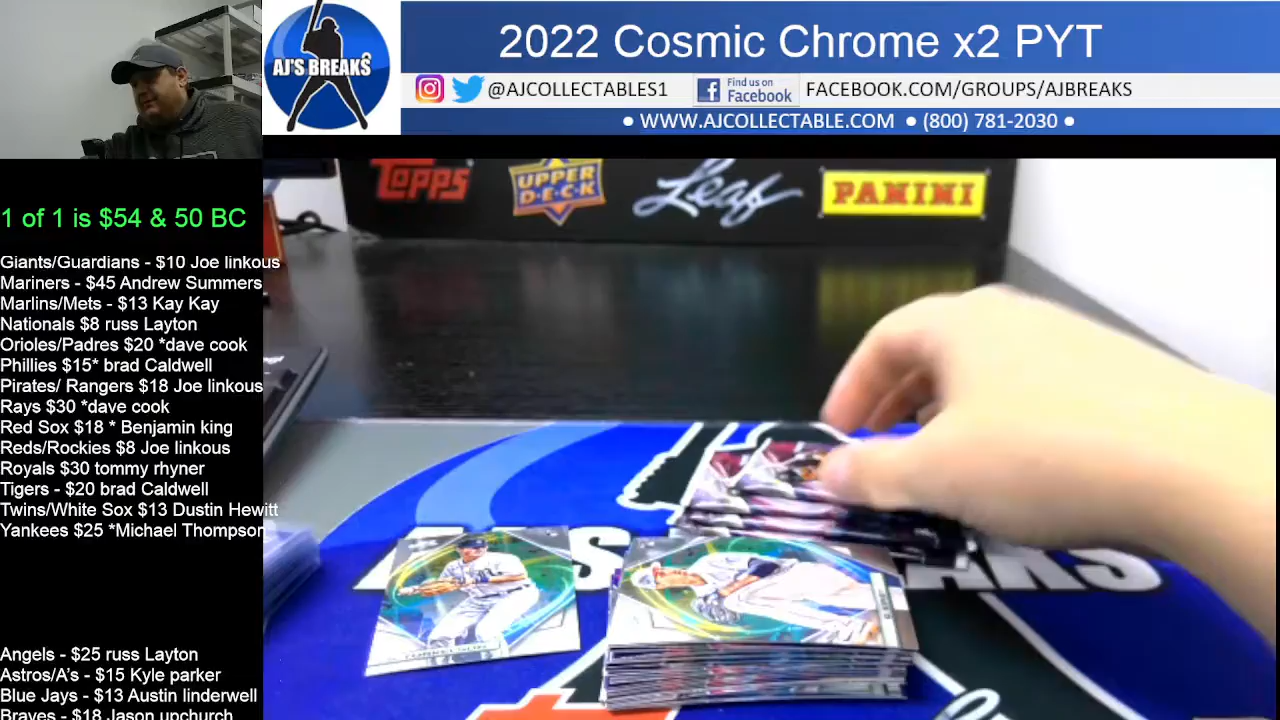 AJ'S BREAKS
2022 Cosmic Chrome x2 PYT
@AJCOLLECTABLES1
Find us on
Facebook
FACEBOOK.COM/GROUPS/AJBREAKS
● WWW.AJCOLLECTABLE.COM ● (800) 781-2030 ●
TOPPS
UPPER
D·E·C·K
Leaf
PANINI
1 of 1 is $54 & 50 BC
Giants/Guardians - $10 Joe linkous
Mariners - $45 Andrew Summers
Marlins/Mets - $13 Kay Kay
Nationals $8 russ Layton
Orioles/Padres $20 *dave cook
Phillies $15* brad Caldwell
Pirates/ Rangers $18 Joe linkous
Rays $30 *dave cook
Red Sox $18 * Benjamin king
Reds/Rockies $8 Joe linkous
Royals $30 tommy rhyner
Tigers - $20 brad Caldwell
Twins/White Sox $13 Dustin Hewitt
Yankees $25 *Michael Thompson
Angels - $25 russ Layton
Astros/A's - $15 Kyle parker
Blue Jays - $13 Austin linderwell
Braves - $18 Jason upchurch